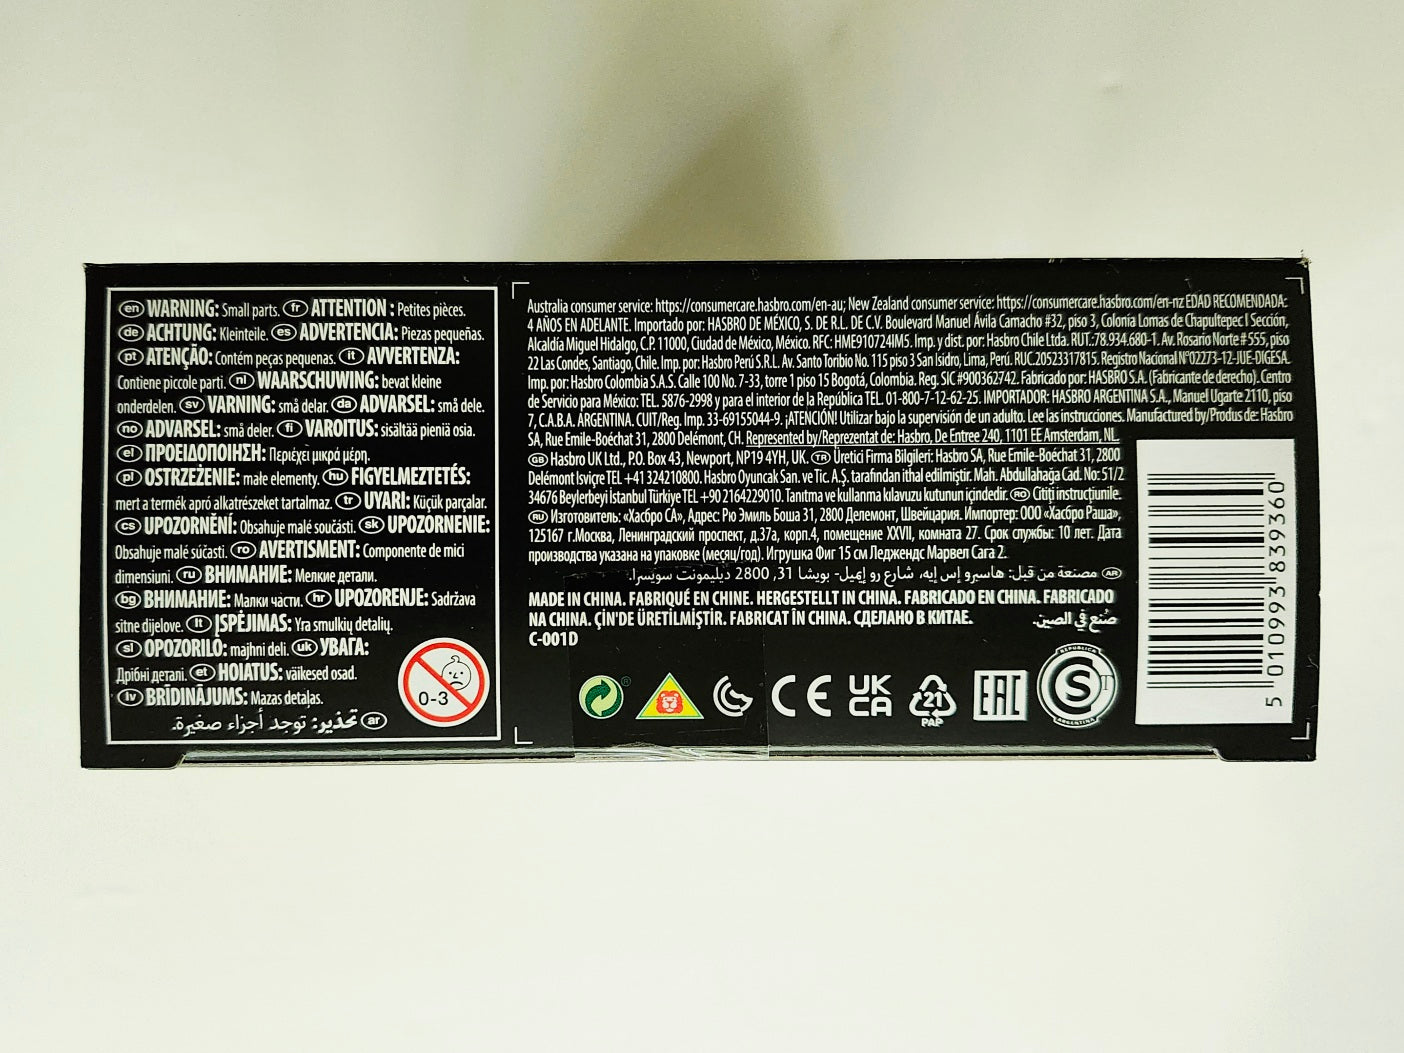 en WARNING: Small parts. fr ATTENTION : Petites pièces.
de ACHTUNG: Kleinteile. es ADVERTENCIA: Piezas pequeñas.
pt ATENÇÃO: Contém peças pequenas. it AVVERTENZA:
Contiene piccole parti. nl WAARSCHUWING: bevat kleine
onderdelen. sv VARNING: små delar. da ADVARSEL: små dele.
no ADVARSEL: små deler. fi VAROITUS: sisältää pieniä osia.
el ΠΡΟΕΙΔΟΠΟΙΗΣΗ: Περιέχει μικρά μέρη.
pl OSTRZEŻENIE: małe elementy. hu FIGYELMEZTETÉS:
mert a termék apró alkatrészeket tartalmaz. tr UYARI: Küçük parçalar.
cs UPOZORNĚNÍ: Obsahuje malé součásti. sk UPOZORNENIE:
Obsahuje malé súčasti. ro AVERTISMENT: Componente de mici
dimensiuni. ru ВНИМАНИЕ: Мелкие детали.
bg ВНИМАНИЕ: Малки части. hr UPOZORENJE: Sadržava
sitne dijelove. lt ĮSPĖJIMAS: Yra smulkių detalių.
sl OPOZORILO: majhni deli. uk УВАГА:
Дрібні деталі. et HOIATUS: väikesed osad.
lv BRĪDINĀJUMS: Mazas detaļas.
ar تحذير: توجد أجزاء صغيرة.
0-3
Australia consumer service: https://consumercare.hasbro.com/en-au; New Zealand consumer service: https://consumercare.hasbro.com/en-nz EDAD RECOMENDADA:
4 AÑOS EN ADELANTE. Importado por: HASBRO DE MÉXICO, S. DE R.L. DE C.V. Boulevard Manuel Ávila Camacho #32, piso 3, Colonia Lomas de Chapultepec I Sección,
Alcaldía Miguel Hidalgo, C.P. 11000, Ciudad de México, México. RFC: HME910724IM5. Imp. y dist. por: Hasbro Chile Ltda. RUT.:78.934.680-1. Av. Rosario Norte # 555, piso
22 Las Condes, Santiago, Chile. Imp. por: Hasbro Perú S.R.L. Av. Santo Toribio No. 115 piso 3 San Isidro, Lima, Perú. RUC.20523317815. Registro Nacional N°02273-12-JUE-DIGESA.
Imp. por: Hasbro Colombia S.A.S. Calle 100 No. 7-33, torre 1 piso 15 Bogotá, Colombia. Reg. SIC #900362742. Fabricado por: HASBRO S.A. (Fabricante de derecho). Centro
de Servicio para México: TEL. 5876-2998 y para el interior de la República TEL. 01-800-7-12-62-25. IMPORTADOR: HASBRO ARGENTINA S.A., Manuel Ugarte 2110, piso
7, C.A.B.A. ARGENTINA. CUIT/Reg. Imp. 33-69155044-9. ¡ATENCIÓN! Utilizar bajo la supervisión de un adulto. Lee las instrucciones. Manufactured by/Produs de: Hasbro
SA, Rue Emile-Boéchat 31, 2800 Delémont, CH. Represented by/Reprezentat de: Hasbro, De Entree 240, 1101 EE Amsterdam, NL.
GB Hasbro UK Ltd., P.O. Box 43, Newport, NP19 4YH, UK. TR Üretici Firma Bilgileri: Hasbro SA, Rue Emile-Boéchat 31, 2800
Delémont Isviçre TEL +41 324210800. Hasbro Oyuncak San. ve Tic. A.Ş. tarafından ithal edilmiştir. Mah. Abdullahağa Cad. No: 51/2
34676 Beylerbeyi İstanbul Türkiye TEL +90 2164229010. Tanıtma ve kullanma kılavuzu kutunun içindedir. RO Citiți instrucțiunile.
RU Изготовитель: «Хасбро СА», Адрес: Рю Эмиль Боша 31, 2800 Делемонт, Швейцария. Импортер: ООО «Хасбро Раша»,
125167 г.Москва, Ленинградский проспект, д.37а, корп.4, помещение XXVII, комната 27. Срок службы: 10 лет. Дата
производства указана на упаковке (месяц/год). Игрушка Фиг 15 см Леджендс Марвел Сага 2.
AR مصنعة من قبل: هاسبرو إس إيه، شارع رو إيميل- بويشا 31, 2800 ديليمونت سويسرا.
MADE IN CHINA. FABRIQUÉ EN CHINE. HERGESTELLT IN CHINA. FABRICADO EN CHINA. FABRICADO
NA CHINA. ÇİN'DE ÜRETİLMİŞTİR. FABRICAT ÎN CHINA. СДЕЛАНО В КИТАЕ. صُنع في الصين.
C-001D
CE UK CA 21 PAP EAC REPUBLICA S ARGENTINA
5 010993 839360